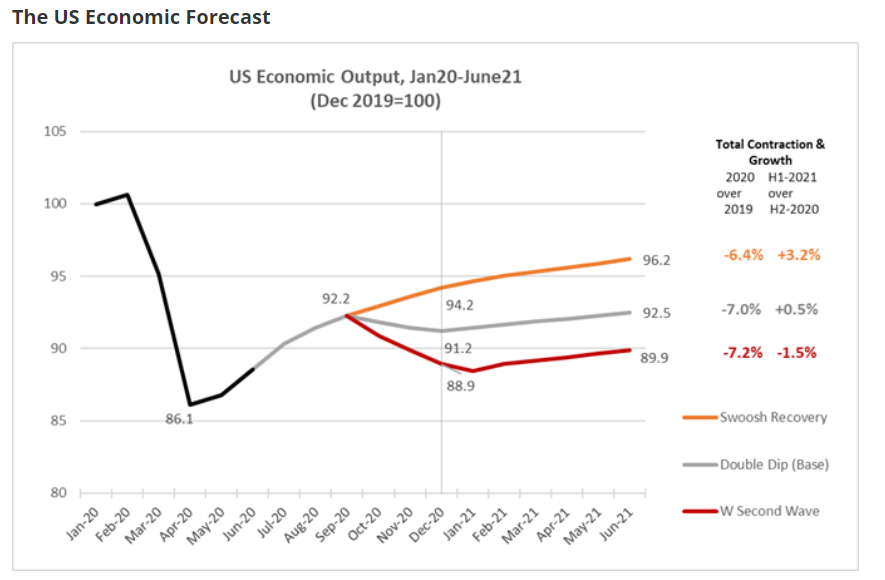 The US Economic Forecast
US Economic Output, Jan20-June21
(Dec 2019=100)
105
100
95
90
85
80
92.2
86.1
94.2
91.2
88.9
96.2
92.5
89.9
Jan-20
Feb-20
Mar-20
Apr-20
May-20
Jun-20
Jul-20
Aug-20
Sep-20
Oct-20
Nov-20
Dec-20
Jan-21
Feb-21
Mar-21
Apr-21
May-21
Jun-21
Total Contraction &
Growth
2020 H1-2021
over over
2019 H2-2020
-6.4% +3.2%
-7.0% +0.5%
-7.2% -1.5%
Swoosh Recovery
Double Dip (Base)
W Second Wave